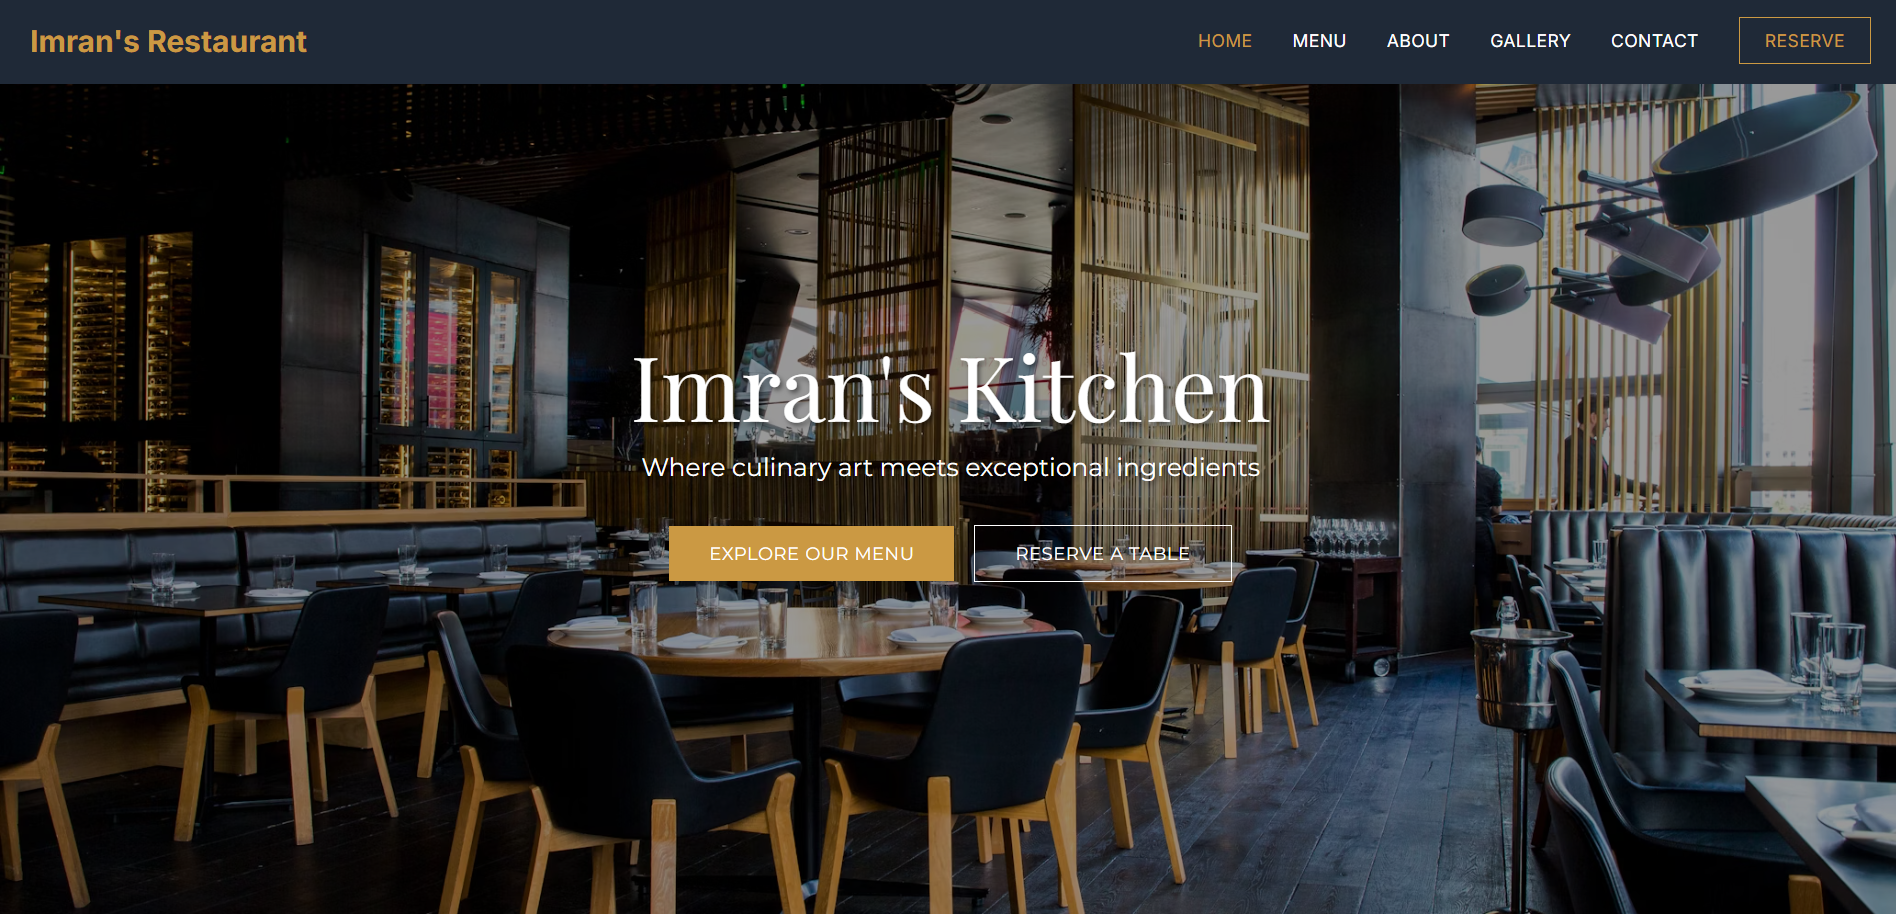 Imran's Restaurant
HOME MENU ABOUT GALLERY CONTACT RESERVE
Imran's Kitchen
Where culinary art meets exceptional ingredients
EXPLORE OUR MENU RESERVE A TABLE